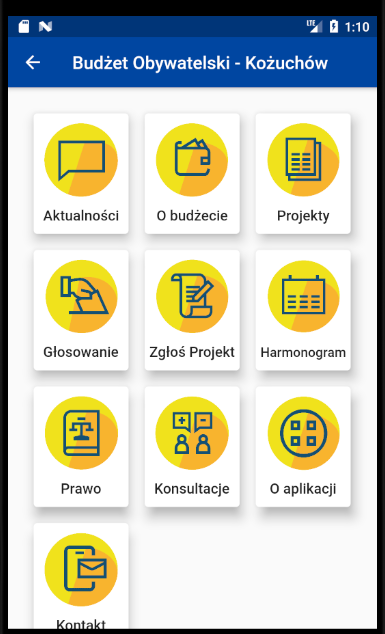 LTE 1:10
Budżet Obywatelski - Kożuchów
Aktualności O budżecie Projekty
Głosowanie Zgłoś Projekt Harmonogram
Prawo Konsultacje O aplikacji
Kontakt